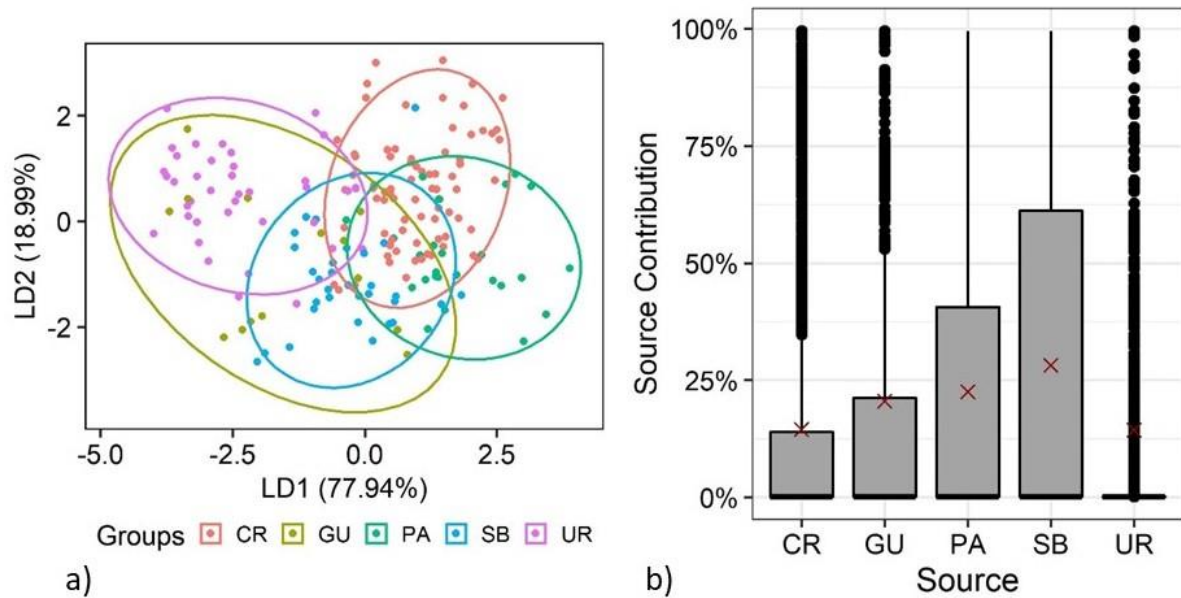 LD2 (18.99%)
2
0
-2
-5.0 -2.5 0.0 2.5
LD1 (77.94%)
Groups CR GU PA SB UR
a)
Source Contribution
100%
75%
50%
25%
0%
CR GU PA SB UR
Source
b)